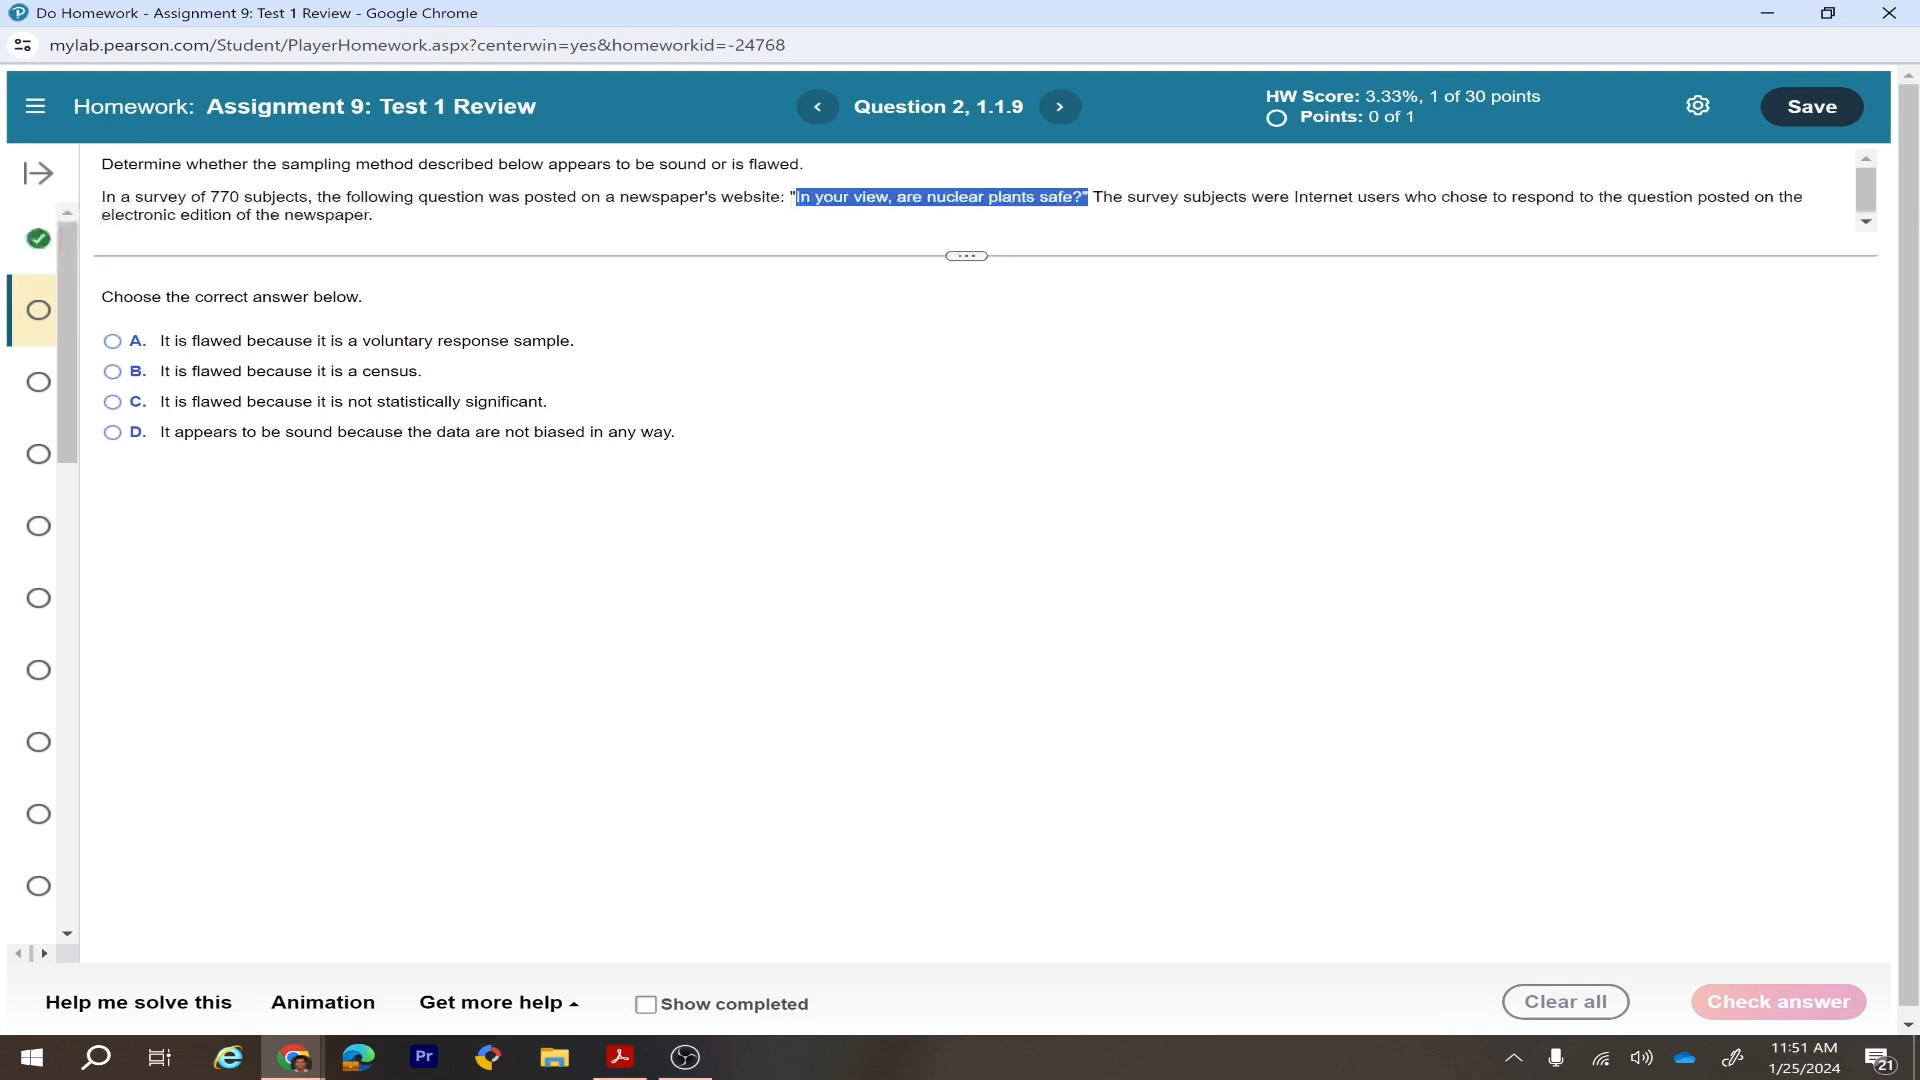 Do Homework - Assignment 9: Test 1 Review - Google Chrome
mylab.pearson.com/Student/PlayerHomework.aspx?centerwin=yes&homeworkid=-24768
Homework: Assignment 9: Test 1 Review
Question 2, 1.1.9
HW Score: 3.33%, 1 of 30 points
Points: 0 of 1
Save
Determine whether the sampling method described below appears to be sound or is flawed.
In a survey of 770 subjects, the following question was posted on a newspaper's website: "In your view, are nuclear plants safe?" The survey subjects were Internet users who chose to respond to the question posted on the
electronic edition of the newspaper.
Choose the correct answer below.
A. It is flawed because it is a voluntary response sample.
B. It is flawed because it is a census.
C. It is flawed because it is not statistically significant.
D. It appears to be sound because the data are not biased in any way.
Help me solve this
Animation
Get more help
Show completed
Clear all
Check answer
Pr
11:51 AM
1/25/2024
21